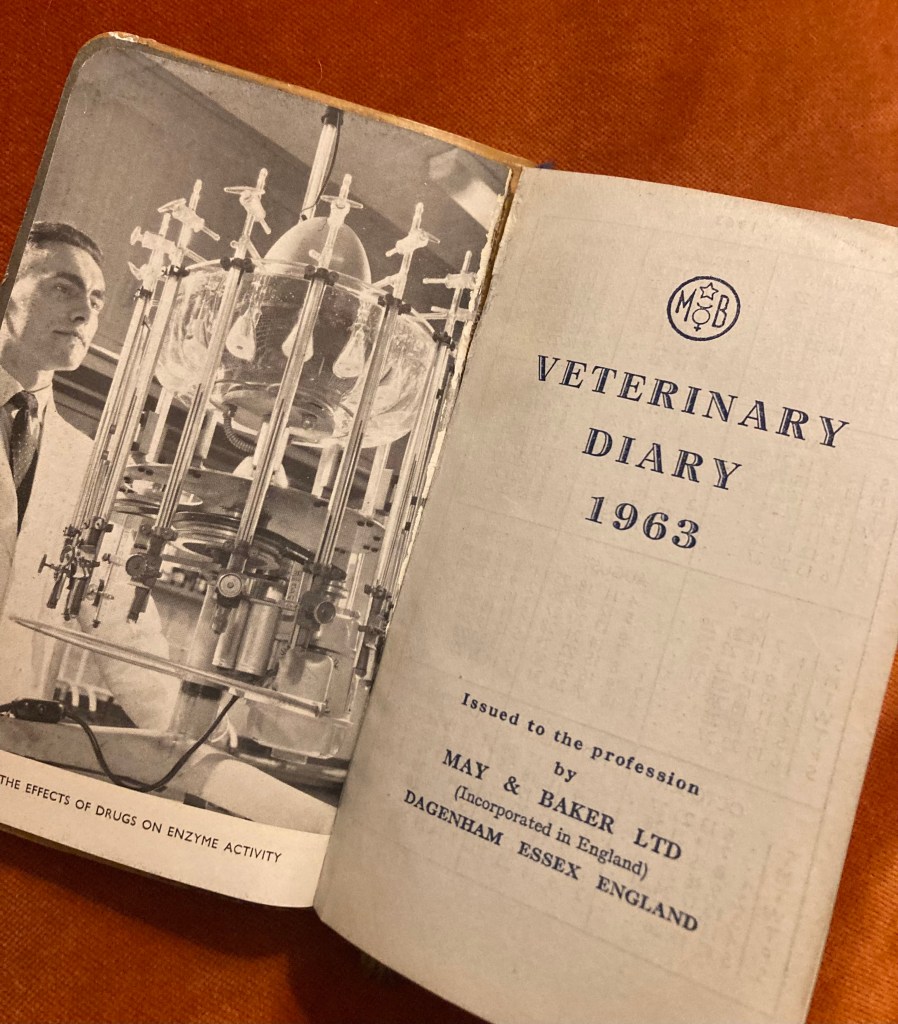 THE EFFECTS OF DRUGS ON ENZYME ACTIVITY
M B
VETERINARY
DIARY
1963
Issued to the profession
by
MAY & BAKER LTD
(Incorporated in England)
DAGENHAM ESSEX ENGLAND